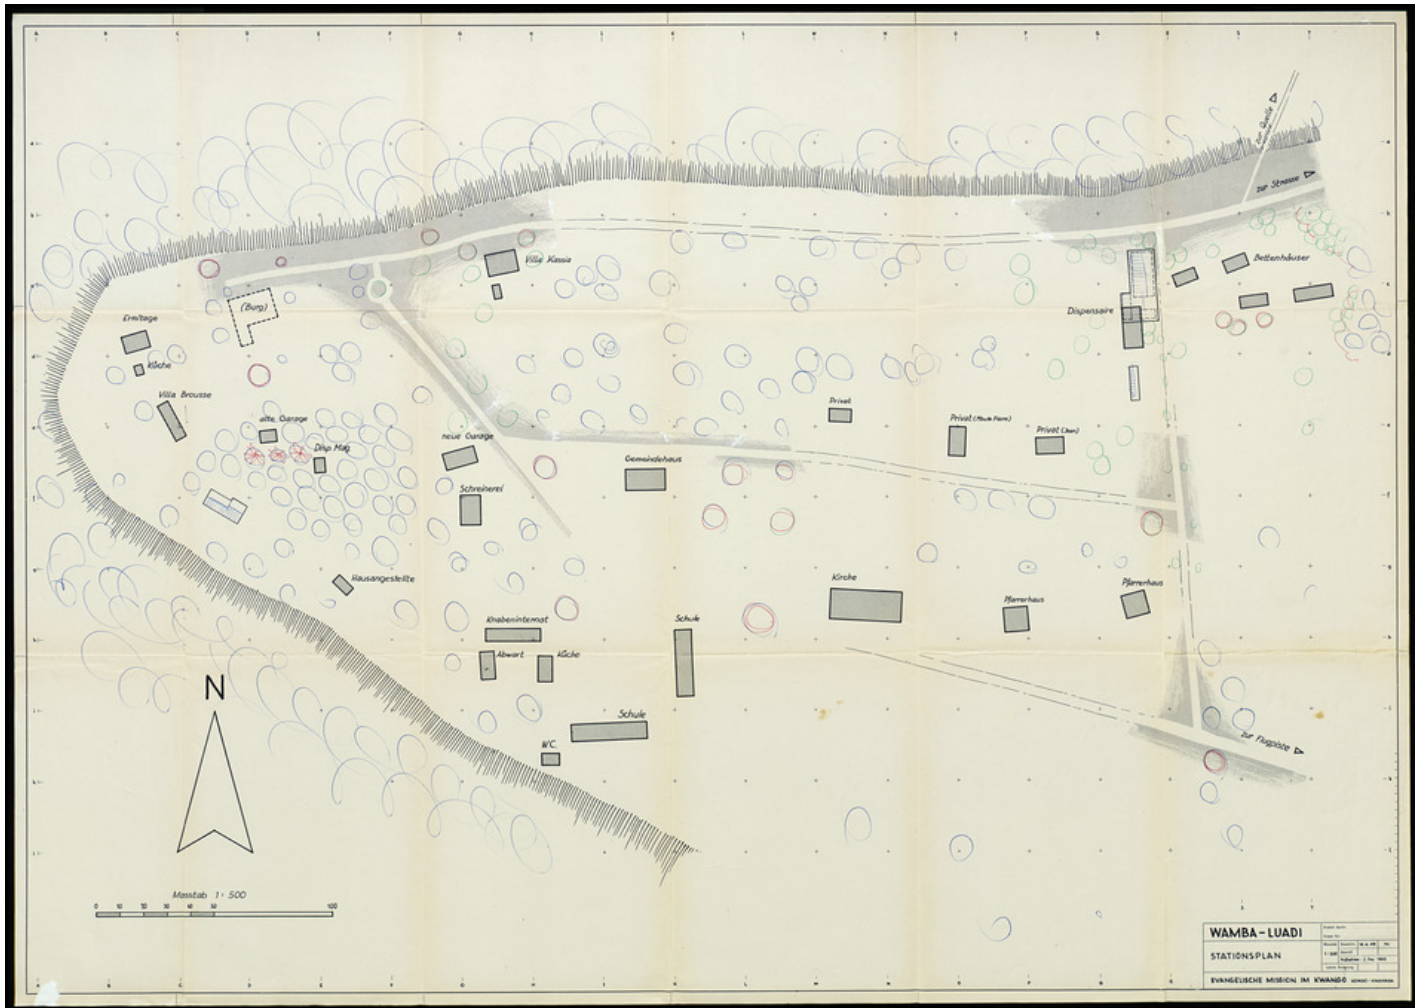 zur Quelle
zur Strasse
Villa Kassia
Bettenhäuser
(Burg)
Dispensaire
Ermitage
Küche
Villa Brousse
alte Garage
Disp. Mag.
neue Garage
Schreinerei
Gemeindehaus
Privat
Privat
Privat (Jean)
Hausangestellte
Kirche
Pfarrerhaus
Pfarrerhaus
Knabeninternat
Abwart
Küche
Schule
Schule
W.C.
N
zur Flugpiste
Masstab 1:500
0 10 20 30 40 50 100
WAMBA-LUADI
STATIONSPLAN
EVANGELISCHE MISSION IM KWANGO